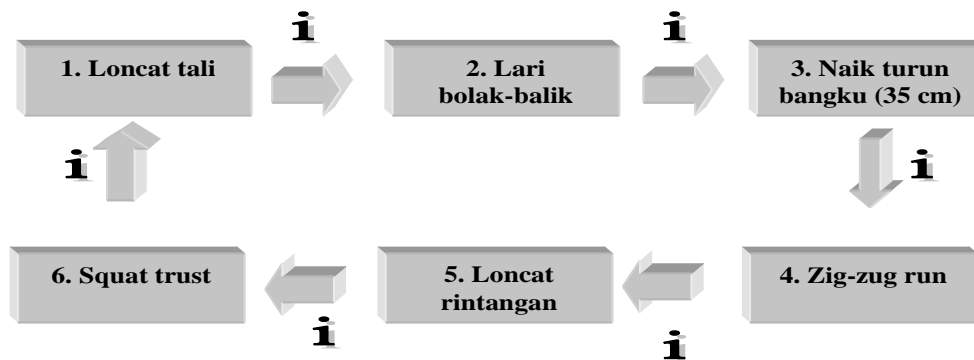 i
i
1. Loncat tali
2. Lari
bolak-balik
3. Naik turun
bangku (35 cm)
i
i
6. Squat trust
5. Loncat
rintangan
4. Zig-zug run
i
i